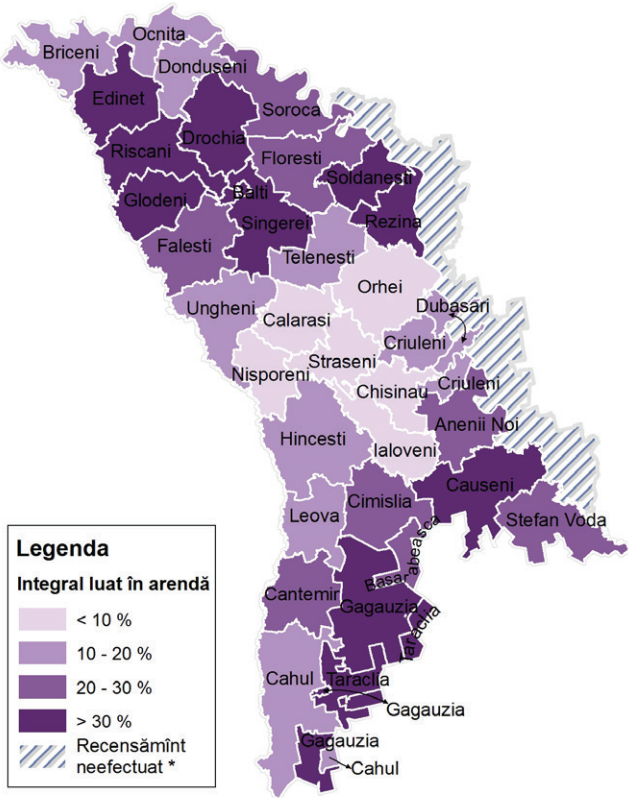 Ocnita
Briceni
Donduseni
Edinet
Soroca
Drochia
Riscani
Floresti
Soldanesti
Balti
Glodeni
Singerei
Rezina
Falesti
Telenesti
Orhei
Ungheni
Dubasari
Calarasi
Criuleni
Straseni
Nisporeni
Chisinau
Criuleni
Anenii Noi
Hincesti
Ialoveni
Causeni
Cimislia
Leova
Stefan Voda
Basarabeasca
Cantemir
Gagauzia
Taraclia
Cahul
Taraclia
Gagauzia
Gagauzia
Cahul
Legenda
Integral luat în arendă
< 10 %
10 - 20 %
20 - 30 %
> 30 %
Recensămînt
neefectuat *